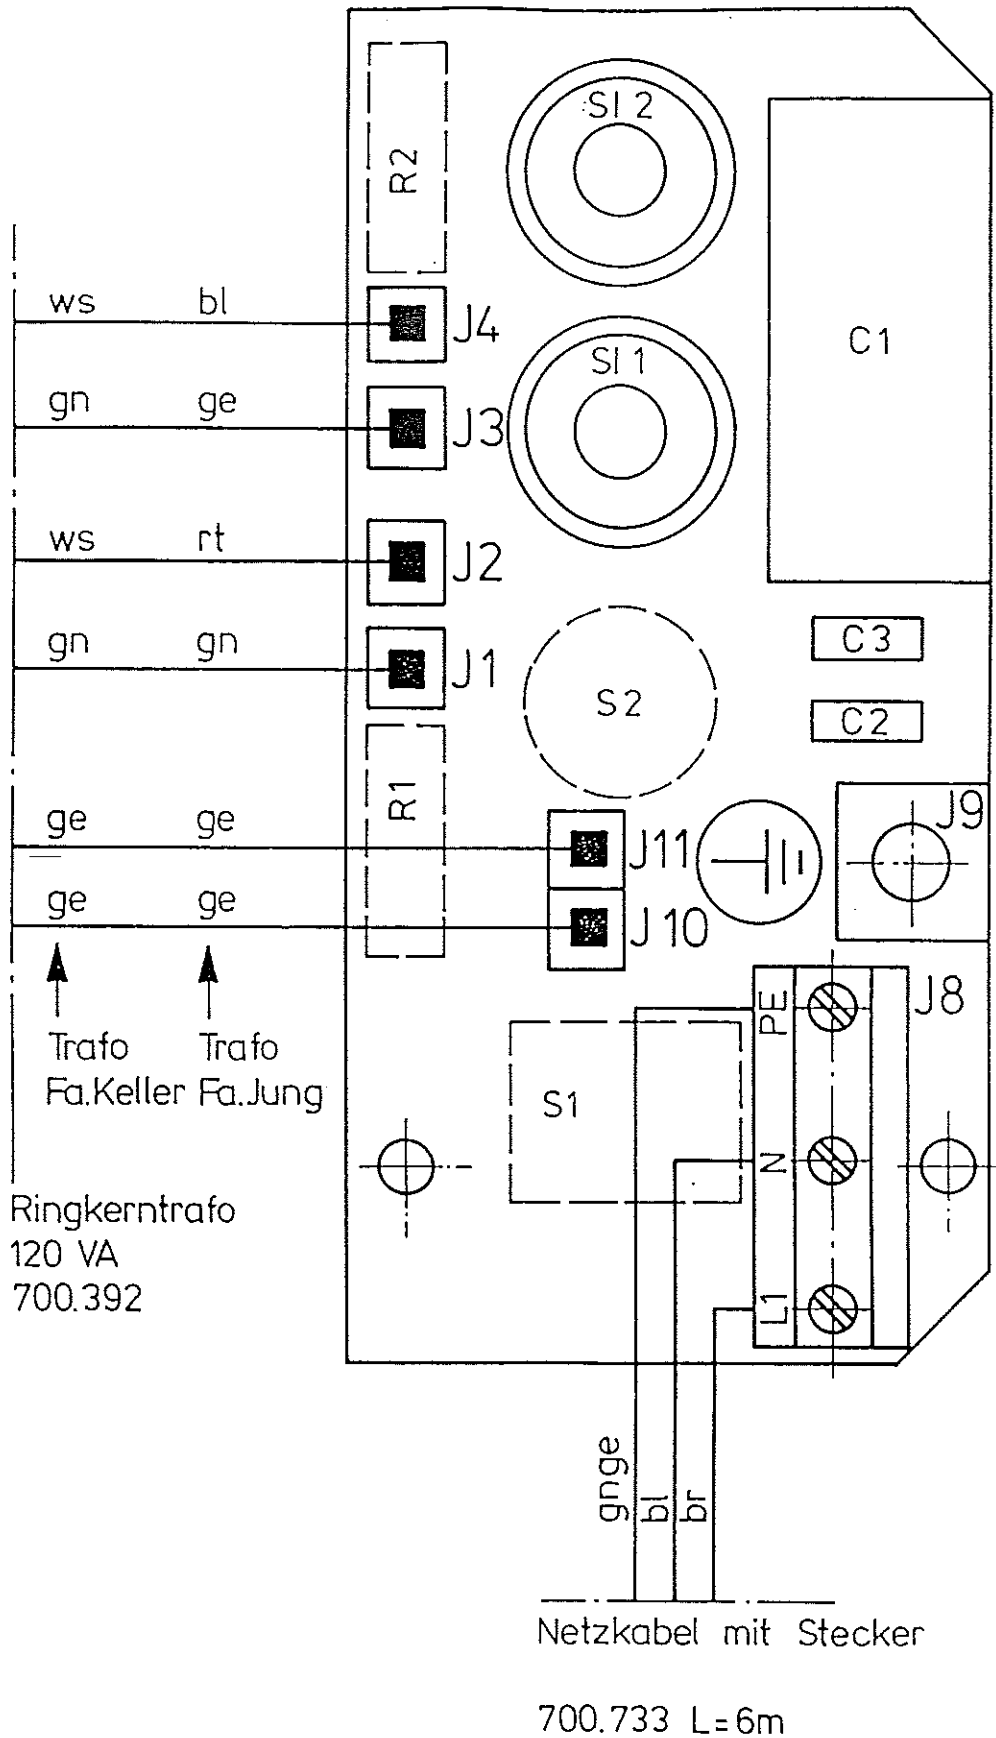 SI 2
R2
ws bl
J4
C1
SI 1
gn ge
J3
ws rt
J2
C3
gn gn
J1
S2
C2
R1
J9
ge ge
J11
ge ge
J10
J8
PE
Trafo Trafo
Fa.Keller Fa.Jung
S1
N
Ringkerntrafo
120 VA
700.392
L1
gnge
bl
br
Netzkabel mit Stecker
700.733 L=6m